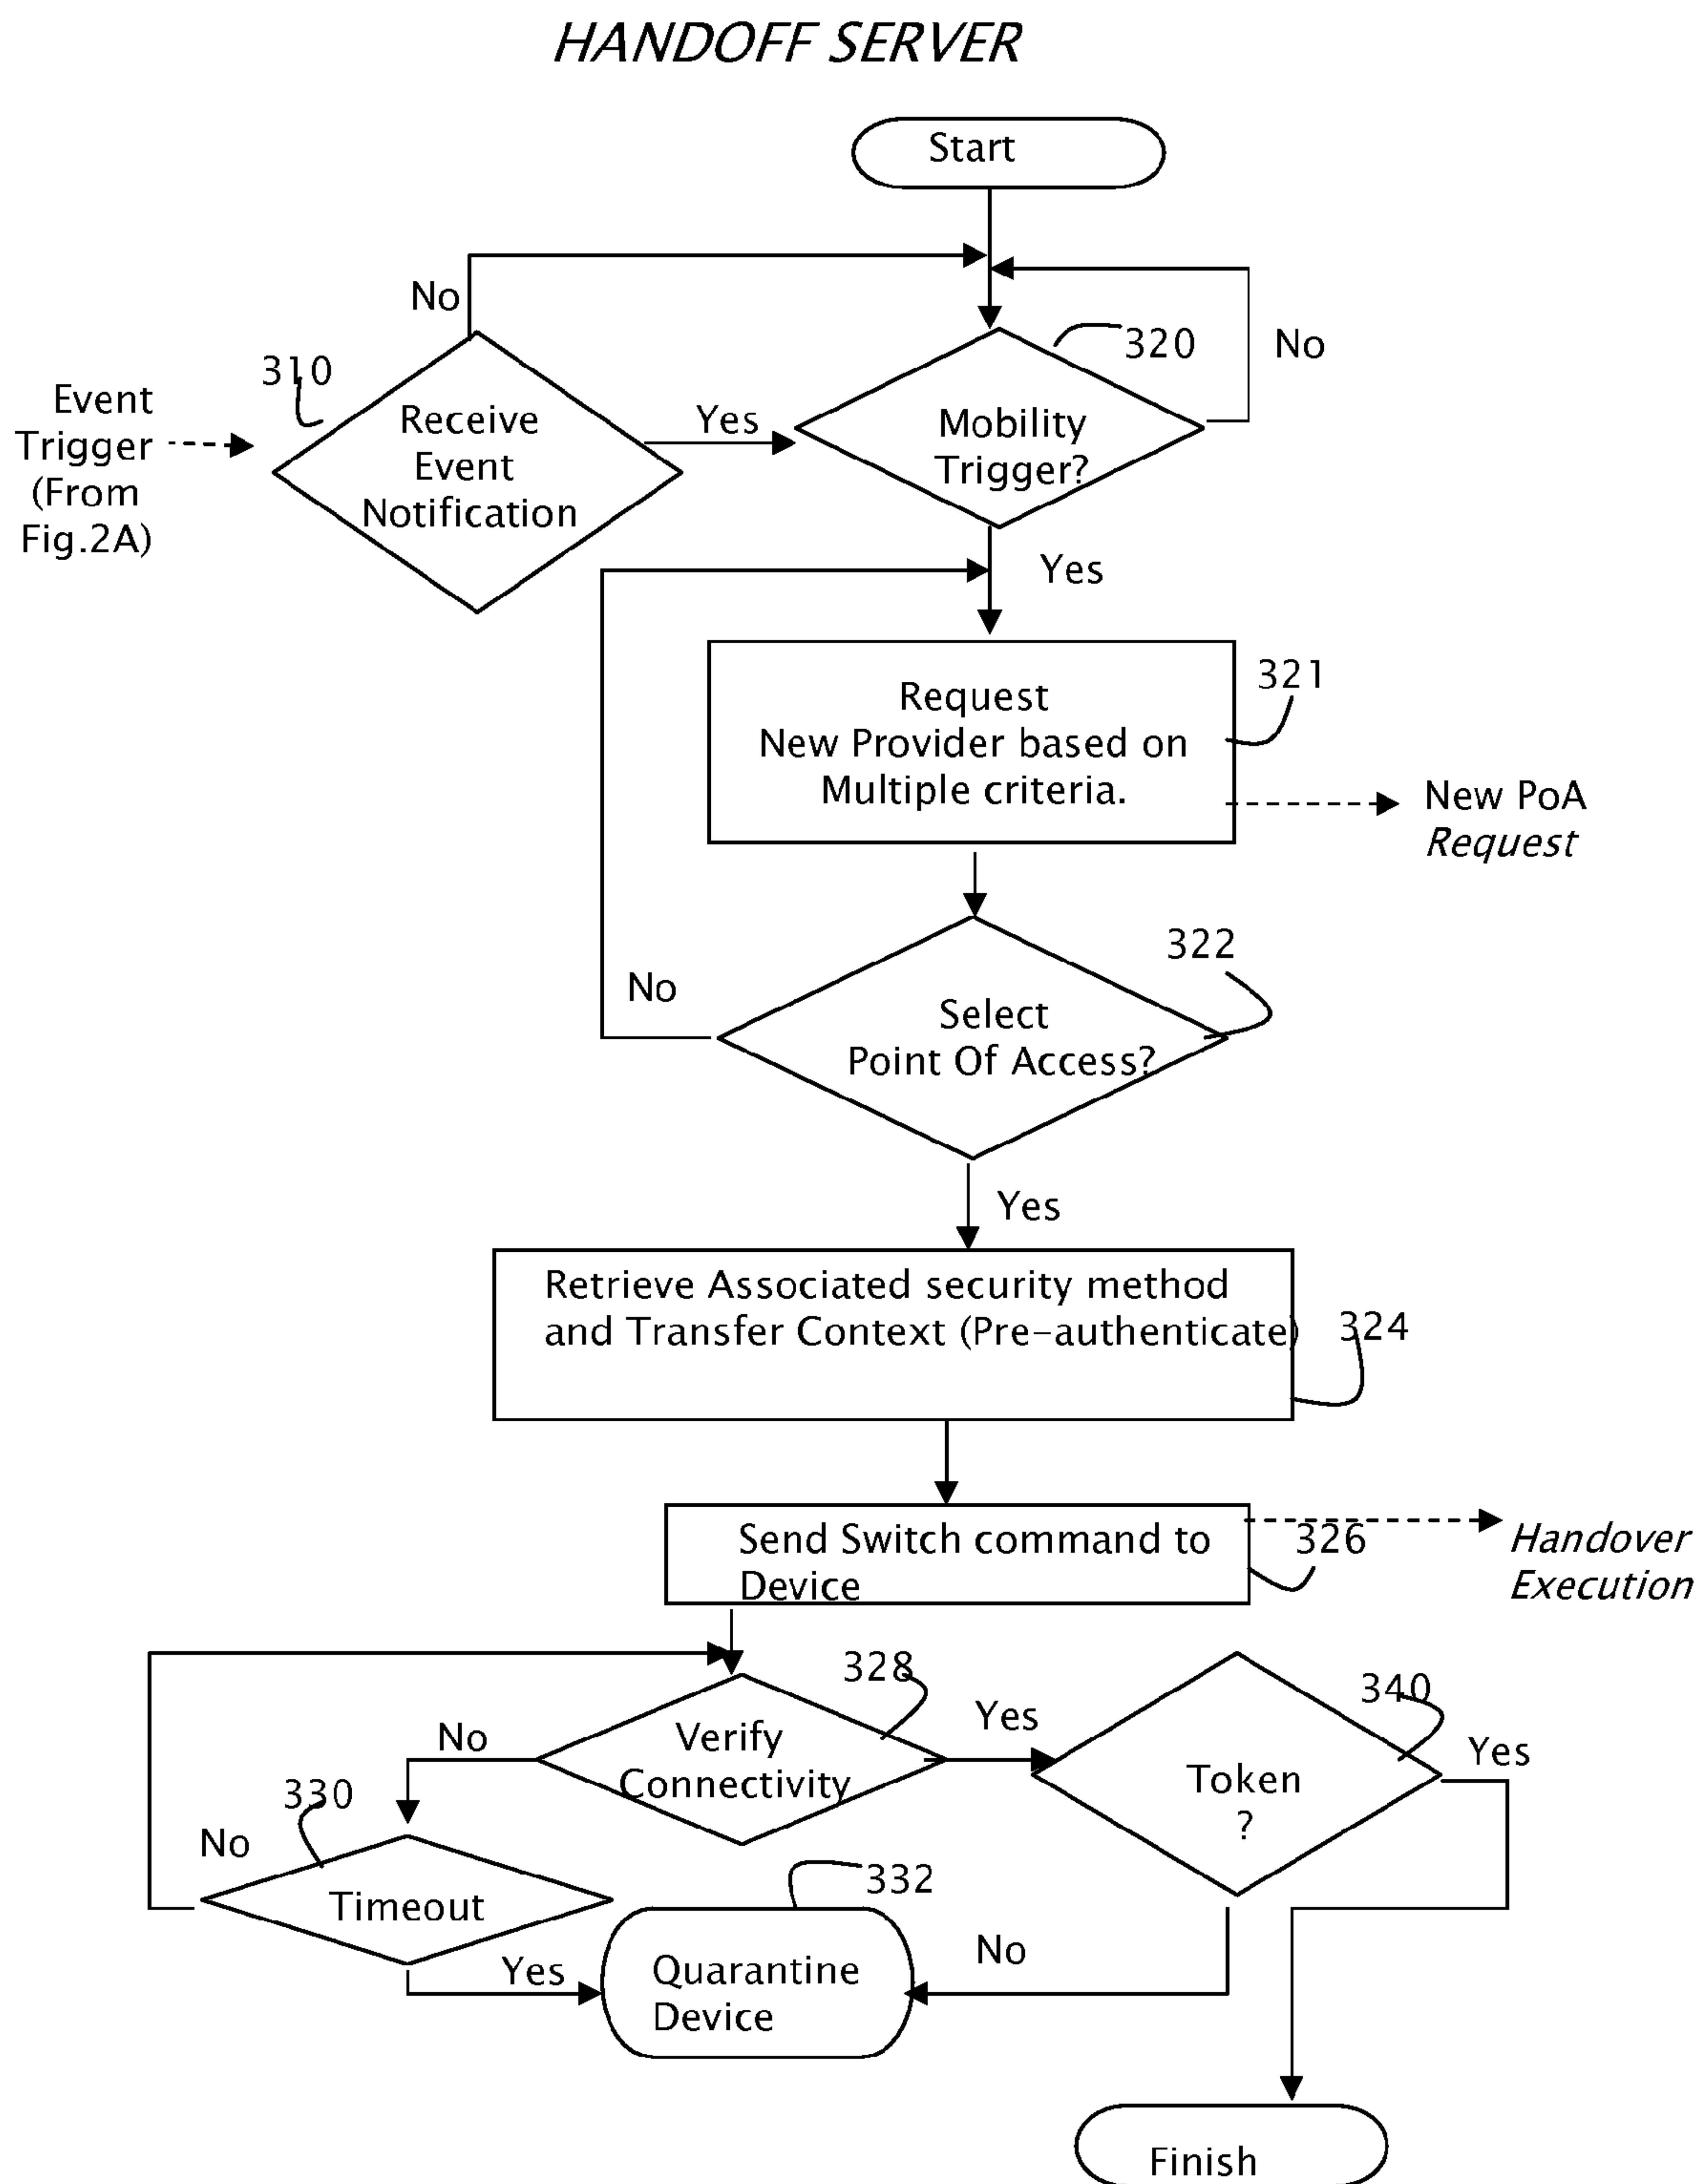 HANDOFF SERVER
Start
No
310
320
No
Event
Trigger
(From
Fig.2A)
Receive
Event
Notification
Yes
Mobility
Trigger?
Yes
Request
New Provider based on
Multiple criteria.
321
New PoA
Request
322
No
Select
Point Of Access?
Yes
Retrieve Associated security method
and Transfer Context (Pre-authenticate)
324
Send Switch command to
Device
326
Handover
Execution
328
340
No
Verify
Connectivity
Yes
Token
?
Yes
330
No
Timeout
332
Yes
Quarantine
Device
No
Finish